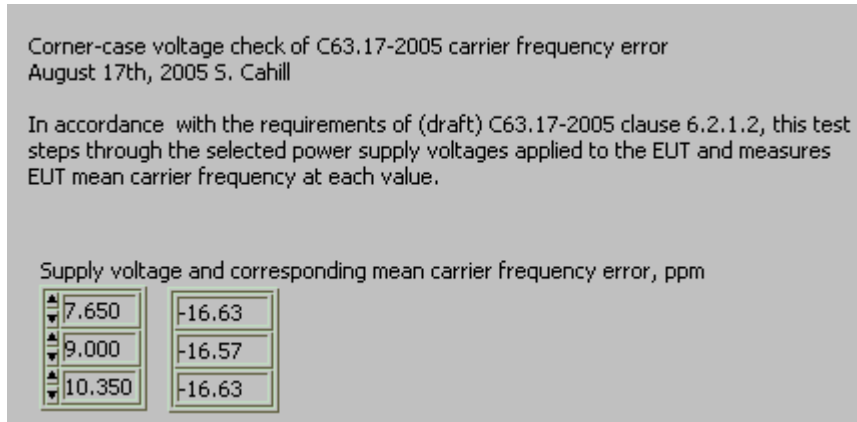 Corner-case voltage check of C63.17-2005 carrier frequency error
August 17th, 2005 S. Cahill
In accordance with the requirements of (draft) C63.17-2005 clause 6.2.1.2, this test
steps through the selected power supply voltages applied to the EUT and measures
EUT mean carrier frequency at each value.
Supply voltage and corresponding mean carrier frequency error, ppm
7.650 -16.63
9.000 -16.57
10.350 -16.63